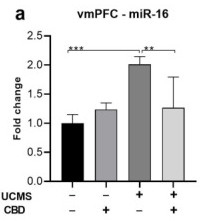 a vmPFC - miR-16
*** **
Fold change
2.5
2.0
1.5
1.0
0.5
0.0
UCMS − − + +
CBD − + − +